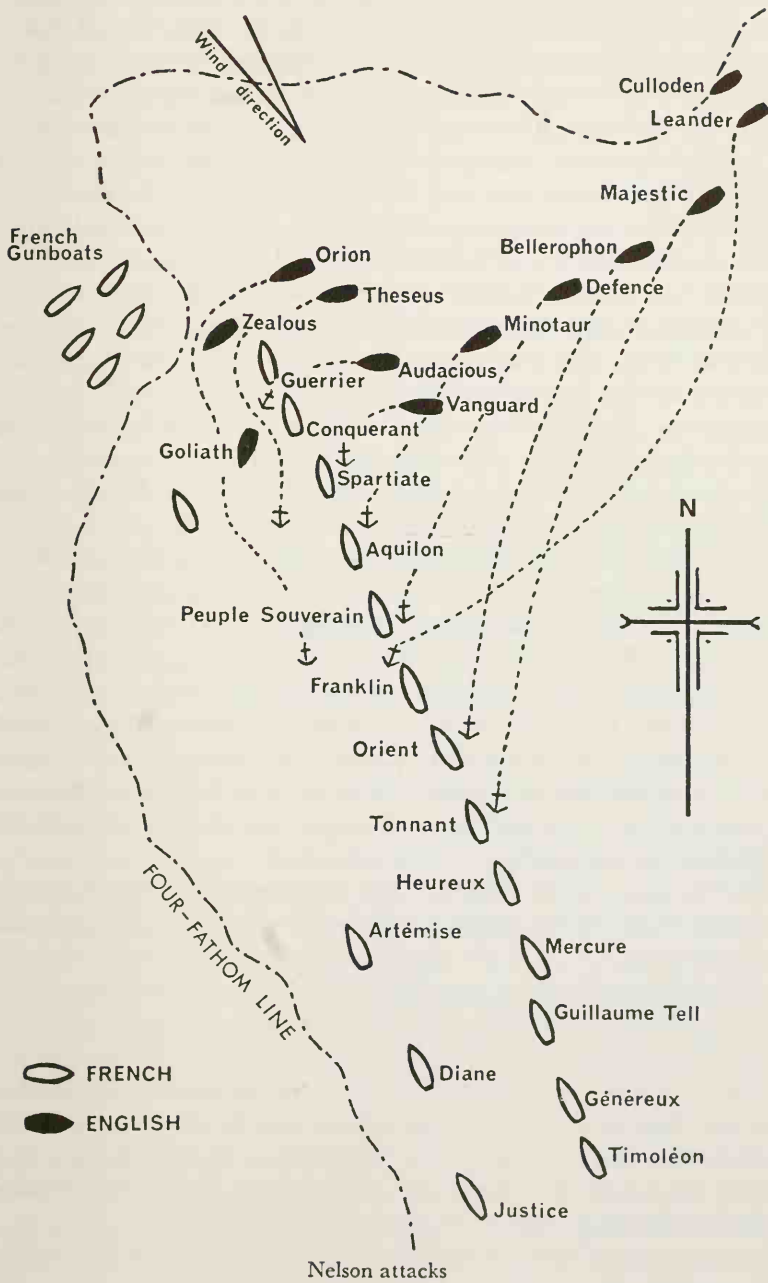 Wind direction
Culloden
Leander
Majestic
French
Gunboats
Orion
Bellerophon
Theseus
Defence
Zealous
Minotaur
Guerrier
Audacious
Vanguard
Conquerant
Goliath
Spartiate
N
Aquilon
Peuple Souverain
Franklin
Orient
Tonnant
Heureux
FOUR-FATHOM LINE
Artémise
Mercure
Guillaume Tell
FRENCH
Diane
Généreux
ENGLISH
Timoléon
Justice
Nelson attacks